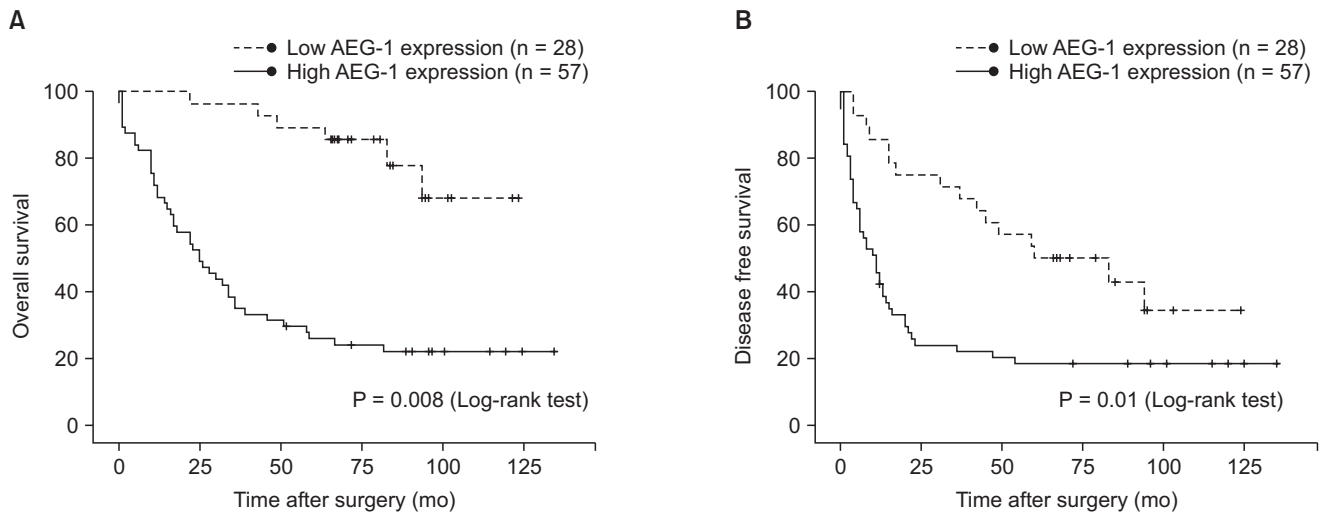 A
Low AEG-1 expression (n = 28)
High AEG-1 expression (n = 57)
100
80
60
40
20
0
Overall survival
P = 0.008 (Log-rank test)
0 25 50 75 100 125
Time after surgery (mo)
B
Low AEG-1 expression (n = 28)
High AEG-1 expression (n = 57)
100
80
60
40
20
0
Disease free survival
P = 0.01 (Log-rank test)
0 25 50 75 100 125
Time after surgery (mo)